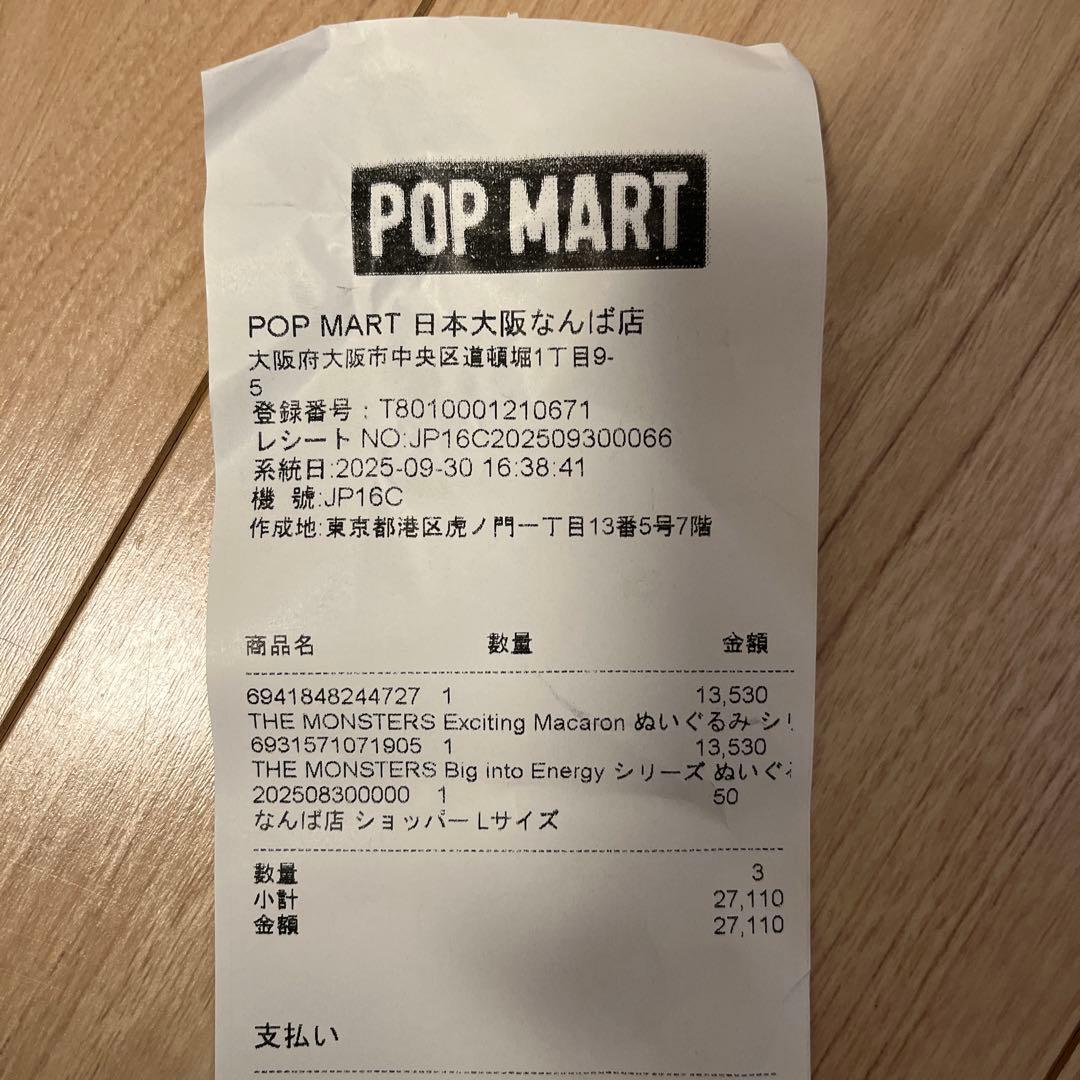 POP MART
POP MART 日本大阪なんば店
大阪府大阪市中央区道頓堀1丁目9-
5
登録番号：T8010001210671
レシート NO:JP16C202509300066
系統日:2025-09-30 16:38:41
機 號:JP16C
作成地:東京都港区虎ノ門一丁目13番5号7階
商品名 数量 金額
6941848244727 1 13,530
THE MONSTERS Exciting Macaron ぬいぐるみ シリ
6931571071905 1 13,530
THE MONSTERS Big into Energy シリーズ ぬいぐ
202508300000 1 50
なんば店 ショッパー Lサイズ
数量 3
小計 27,110
金額 27,110
支払い